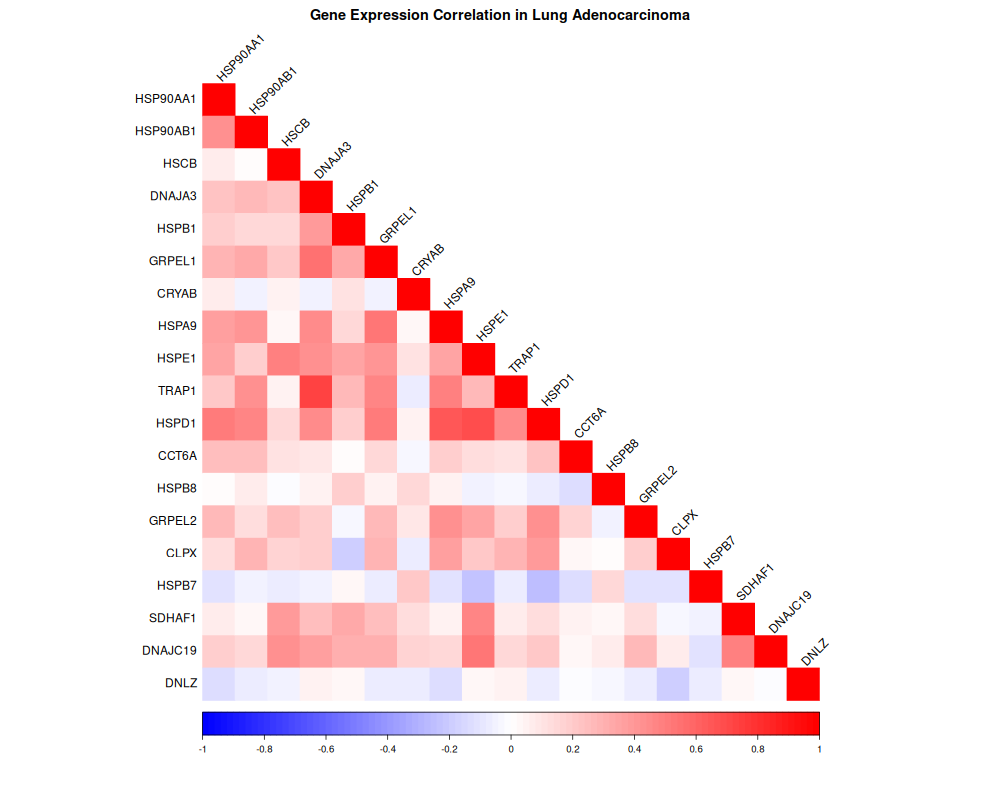 Gene Expression Correlation in Lung Adenocarcinoma
HSP90AA1
HSP90AB1
HSCB
DNAJA3
HSPB1
GRPEL1
CRYAB
HSPA9
HSPE1
TRAP1
HSPD1
CCT6A
HSPB8
GRPEL2
CLPX
HSPB7
SDHAF1
DNAJC19
DNLZ
HSP90AA1
HSP90AB1
HSCB
DNAJA3
HSPB1
GRPEL1
CRYAB
HSPA9
HSPE1
TRAP1
HSPD1
CCT6A
HSPB8
GRPEL2
CLPX
HSPB7
SDHAF1
DNAJC19
DNLZ
-1 -0.8 -0.6 -0.4 -0.2 0 0.2 0.4 0.6 0.8 1